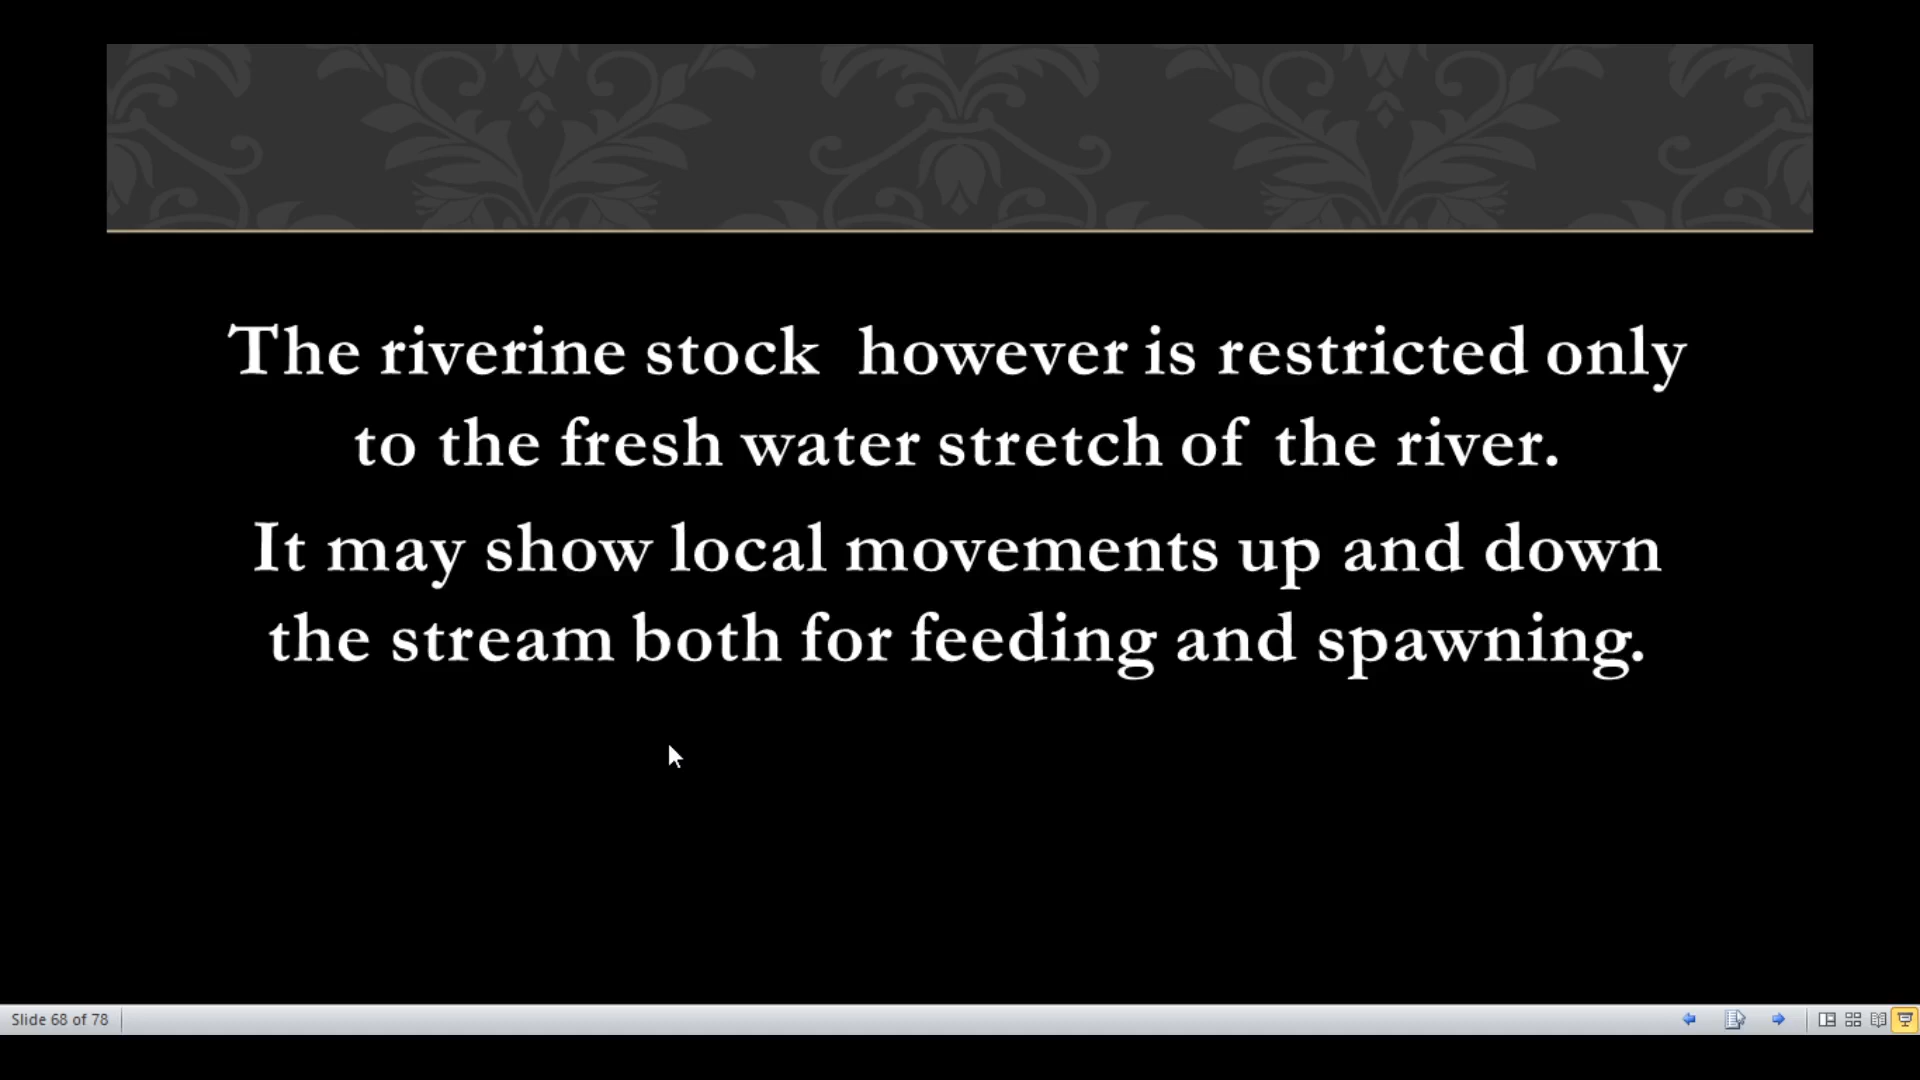 The riverine stock  however is restricted only
to the fresh water stretch of the river.
It may show local movements up and down
the stream both for feeding and spawning.
Slide 68 of 78